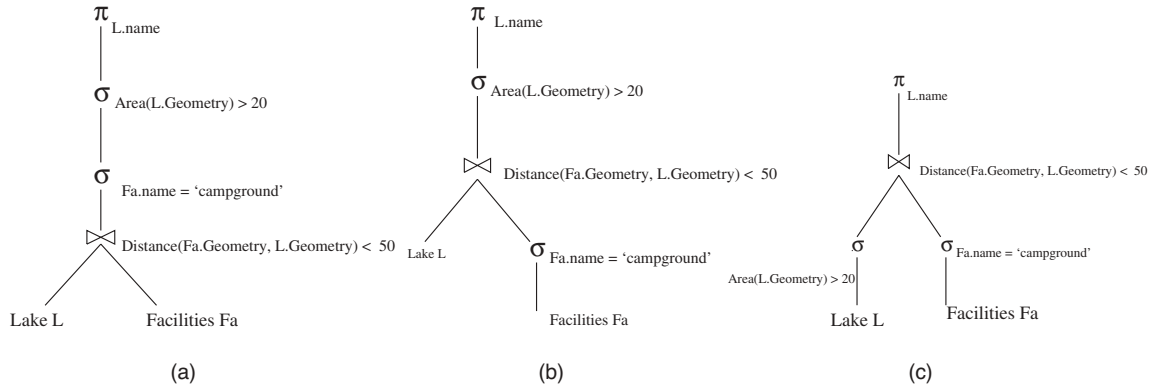 π L.name
σ Area(L.Geometry) > 20
σ Fa.name = ‘campground’
⋈ Distance(Fa.Geometry, L.Geometry) < 50
Lake L Facilities Fa
(a)
π L.name
σ Area(L.Geometry) > 20
⋈ Distance(Fa.Geometry, L.Geometry) < 50
Lake L σ Fa.name = ‘campground’
Facilities Fa
(b)
π L.name
⋈ Distance(Fa.Geometry, L.Geometry) < 50
σ σ Fa.name = ‘campground’
Area(L.Geometry) > 20
Lake L Facilities Fa
(c)